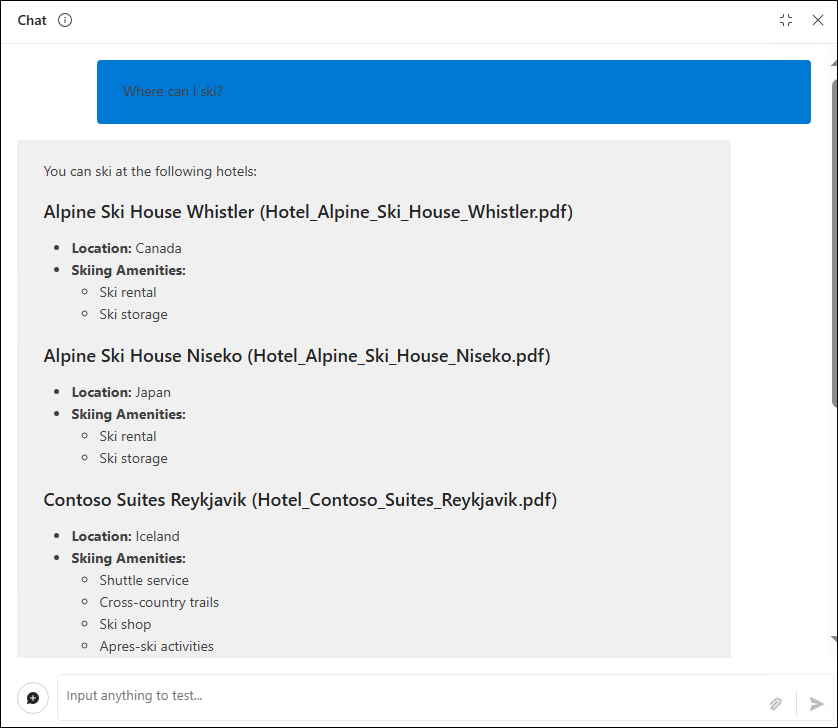 Chat
Where can I ski?
You can ski at the following hotels:
Alpine Ski House Whistler (Hotel_Alpine_Ski_House_Whistler.pdf)
Location: Canada
Skiing Amenities:
Ski rental
Ski storage
Alpine Ski House Niseko (Hotel_Alpine_Ski_House_Niseko.pdf)
Location: Japan
Skiing Amenities:
Ski rental
Ski storage
Contoso Suites Reykjavik (Hotel_Contoso_Suites_Reykjavik.pdf)
Location: Iceland
Skiing Amenities:
Shuttle service
Cross-country trails
Ski shop
Apres-ski activities
Input anything to test...